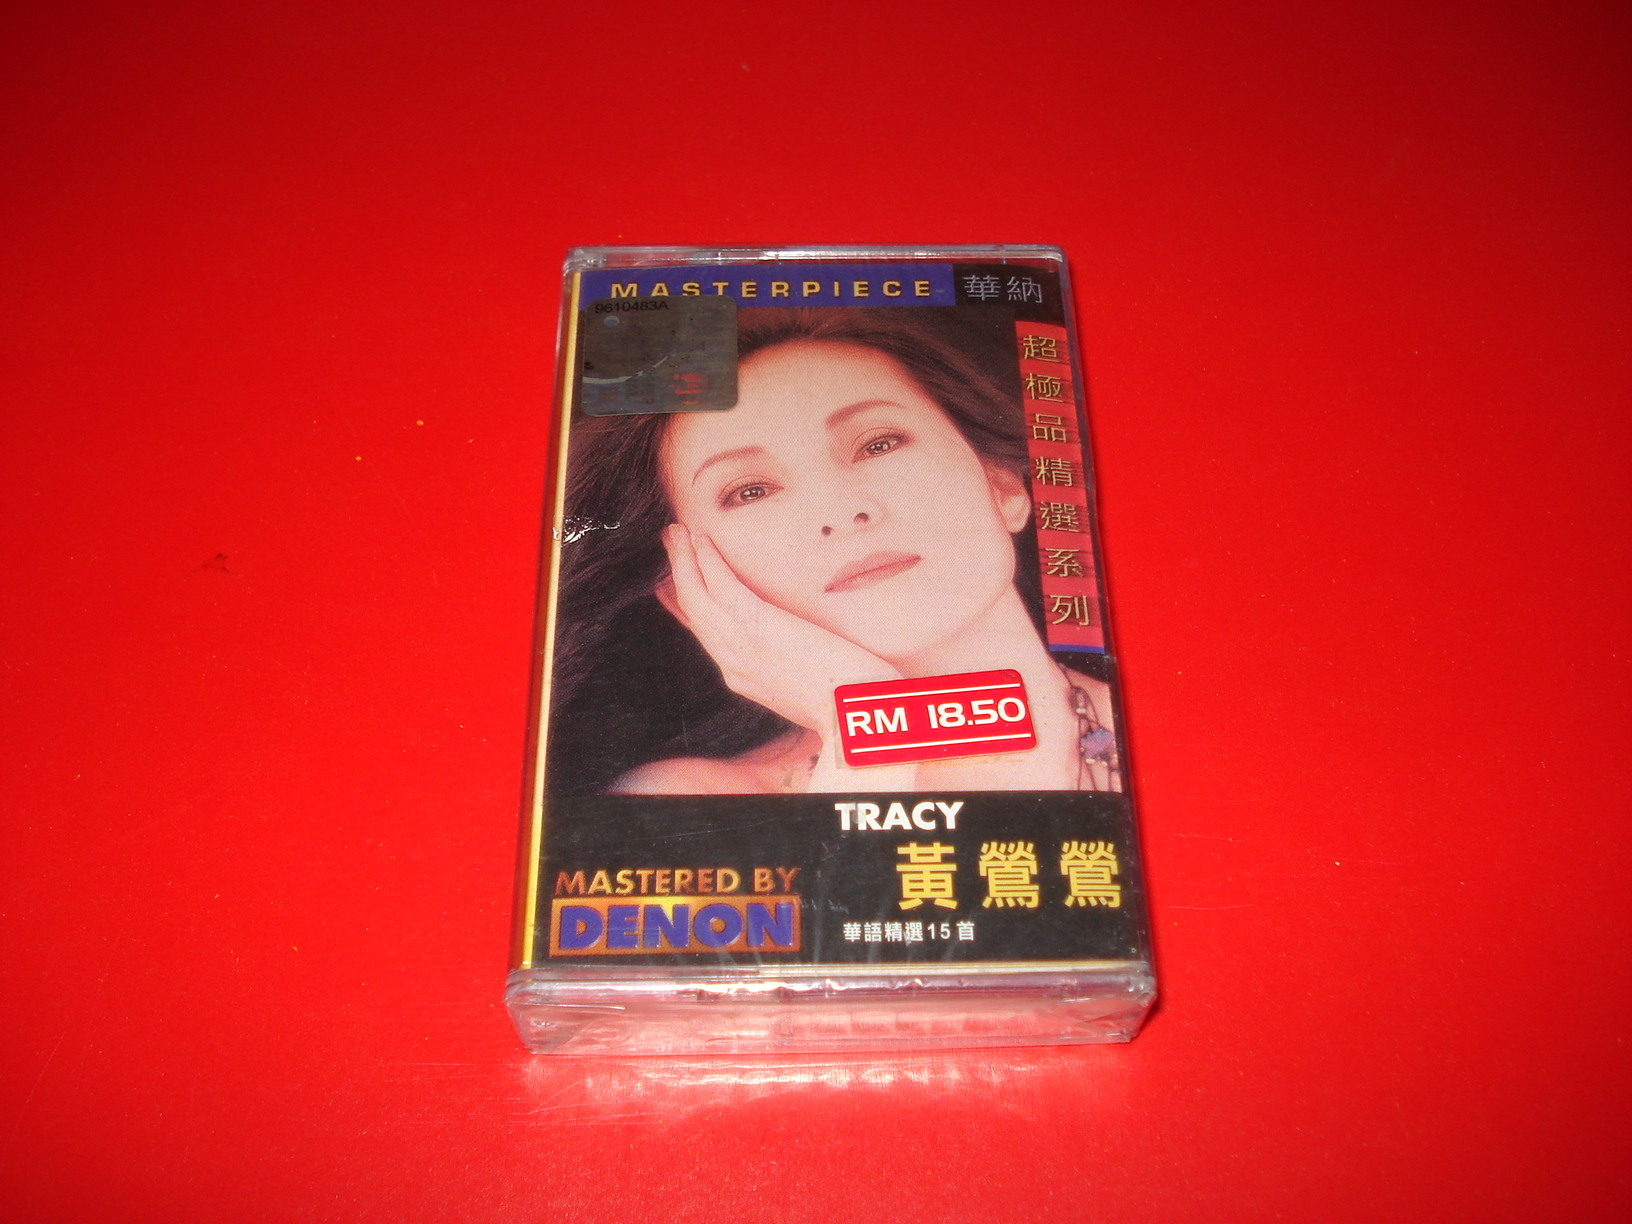 MASTERPIECE 華納
9610483A
超極品精選系列
RM 18.50
TRACY
黃鶯鶯
MASTERED BY
DENON
華語精選15首